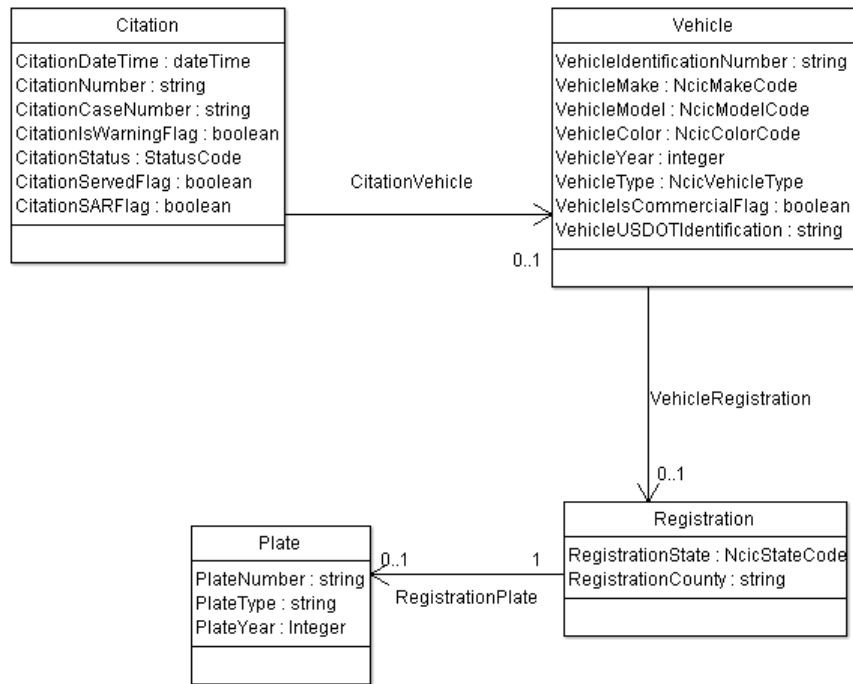 Citation
CitationDateTime : dateTime
CitationNumber : string
CitationCaseNumber : string
CitationIsWarningFlag : boolean
CitationStatus : StatusCode
CitationServedFlag : boolean
CitationSARFlag : boolean
CitationVehicle
0..1
Vehicle
VehicleIdentificationNumber : string
VehicleMake : NcicMakeCode
VehicleModel : NcicModelCode
VehicleColor : NcicColorCode
VehicleYear : integer
VehicleType : NcicVehicleType
VehicleIsCommercialFlag : boolean
VehicleUSDOTIdentification : string
VehicleRegistration
0..1
Registration
RegistrationState : NcicStateCode
RegistrationCounty : string
1
RegistrationPlate
0..1
Plate
PlateNumber : string
PlateType : string
PlateYear : Integer